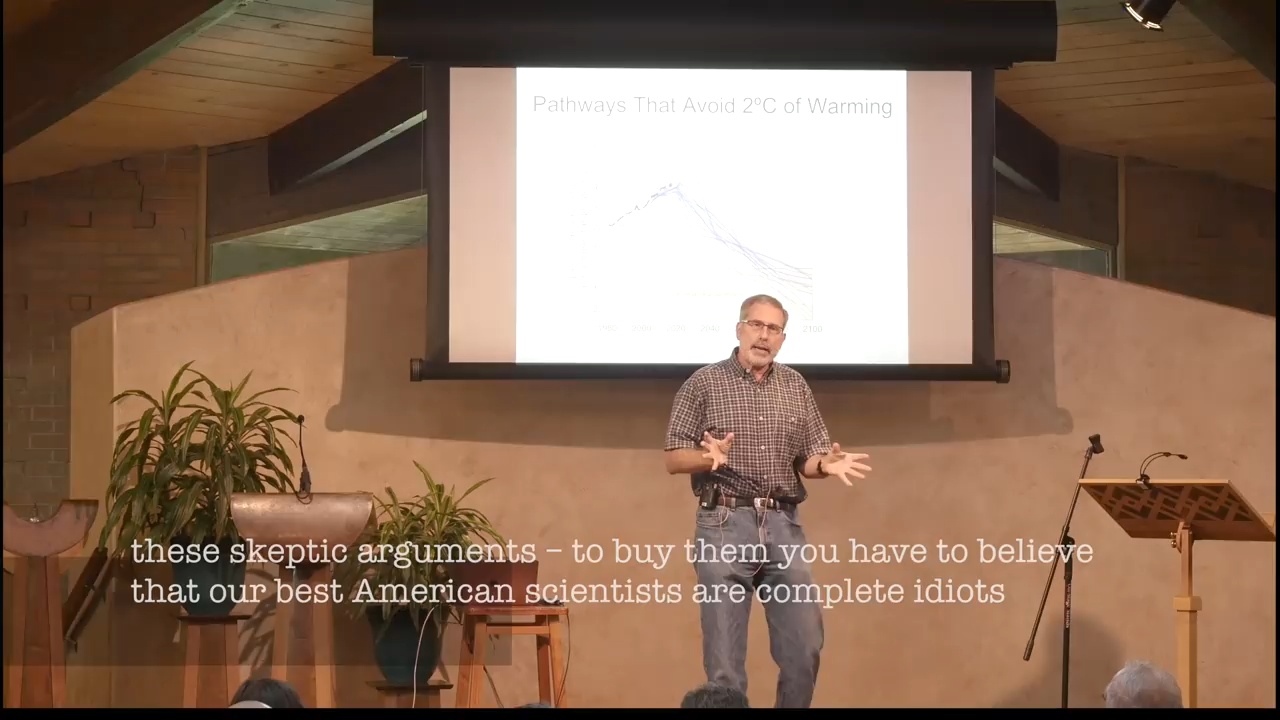 Pathways That Avoid 2ºC of Warming
2100
these skeptic arguments – to buy them you have to believe
that our best American scientists are complete idiots